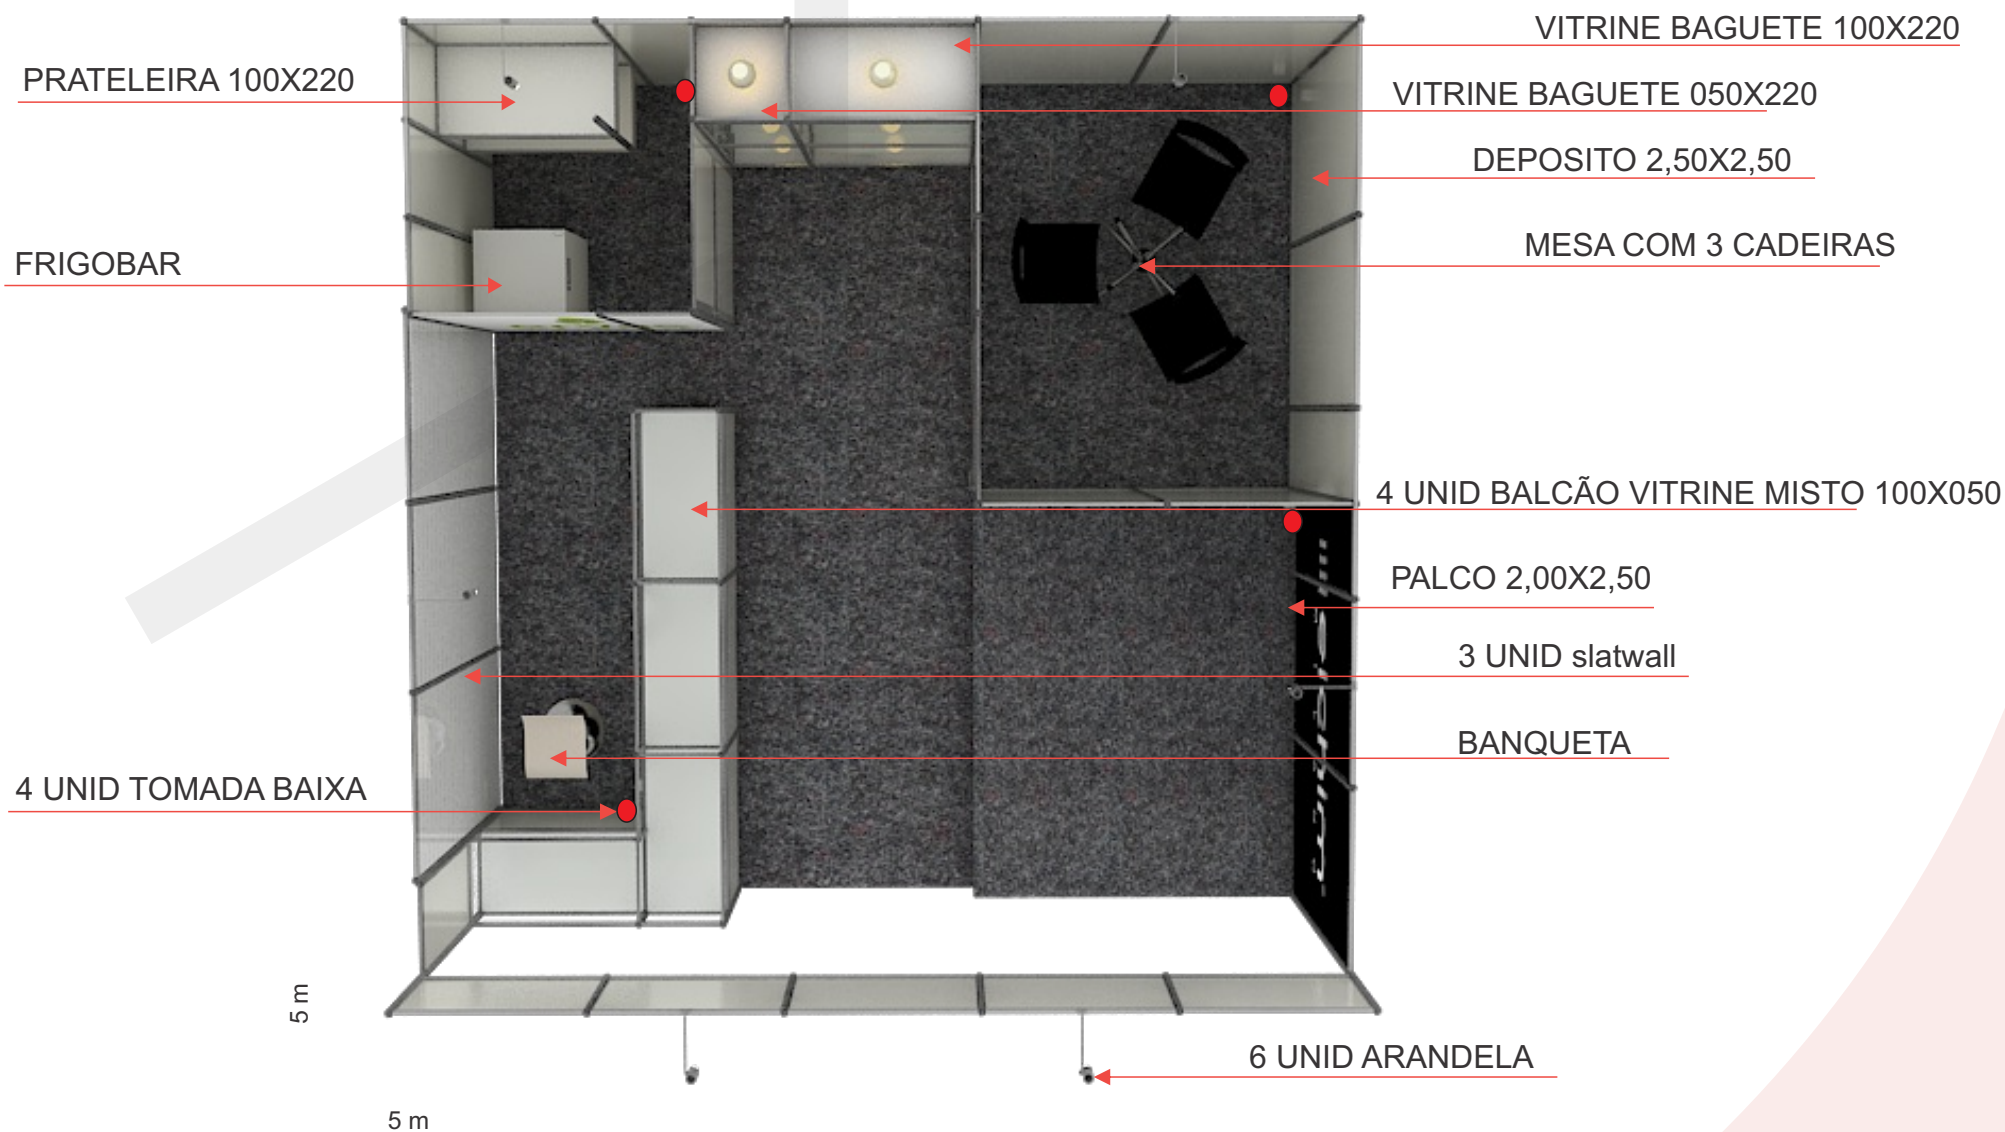 VITRINE BAGUETE 100X220
PRATELEIRA 100X220
VITRINE BAGUETE 050X220
DEPOSITO 2,50X2,50
MESA COM 3 CADEIRAS
FRIGOBAR
4 UNID BALCÃO VITRINE MISTO 100X050
PALCO 2,00X2,50
3 UNID slatwall
BANQUETA
4 UNID TOMADA BAIXA
5 m
6 UNID ARANDELA
5 m